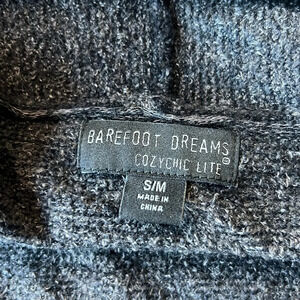 BAREFOOT DREAMS®
COZYCHIC LITE
S/M
MADE IN
CHINA